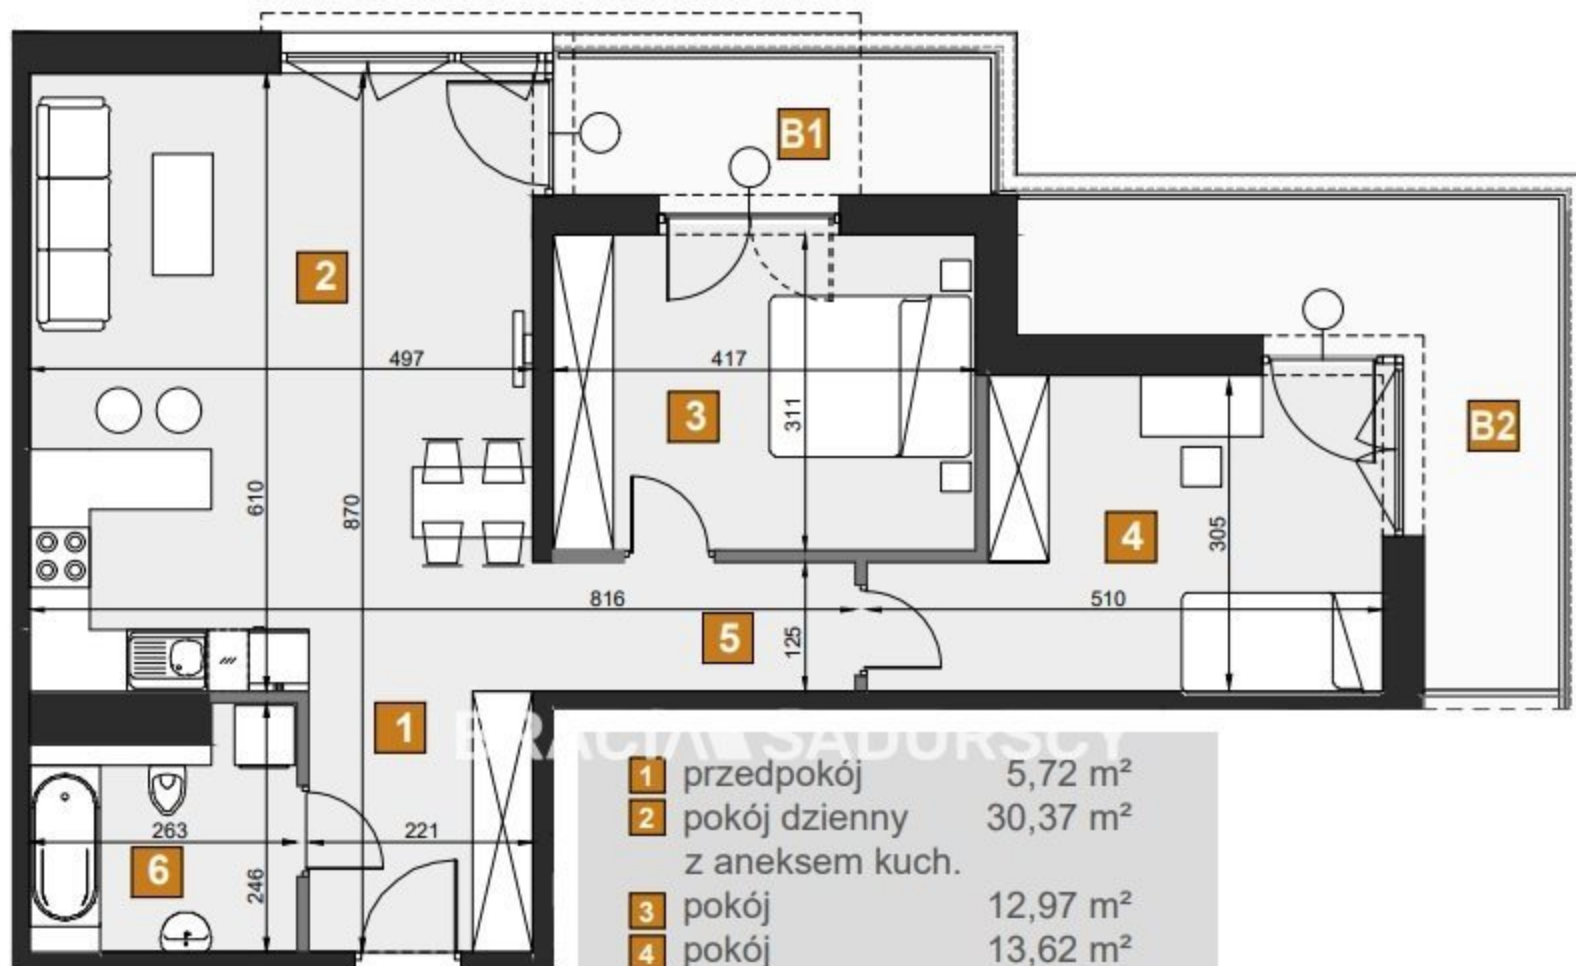 B1
2
497
417
3
311
B2
610
870
4
305
816
510
5
125
1
BRACIA SADURSCY
263
221
6
246
1 przedpokój 5,72 m²
2 pokój dzienny 30,37 m²
z aneksem kuch.
3 pokój 12,97 m²
4 pokój 13,62 m²